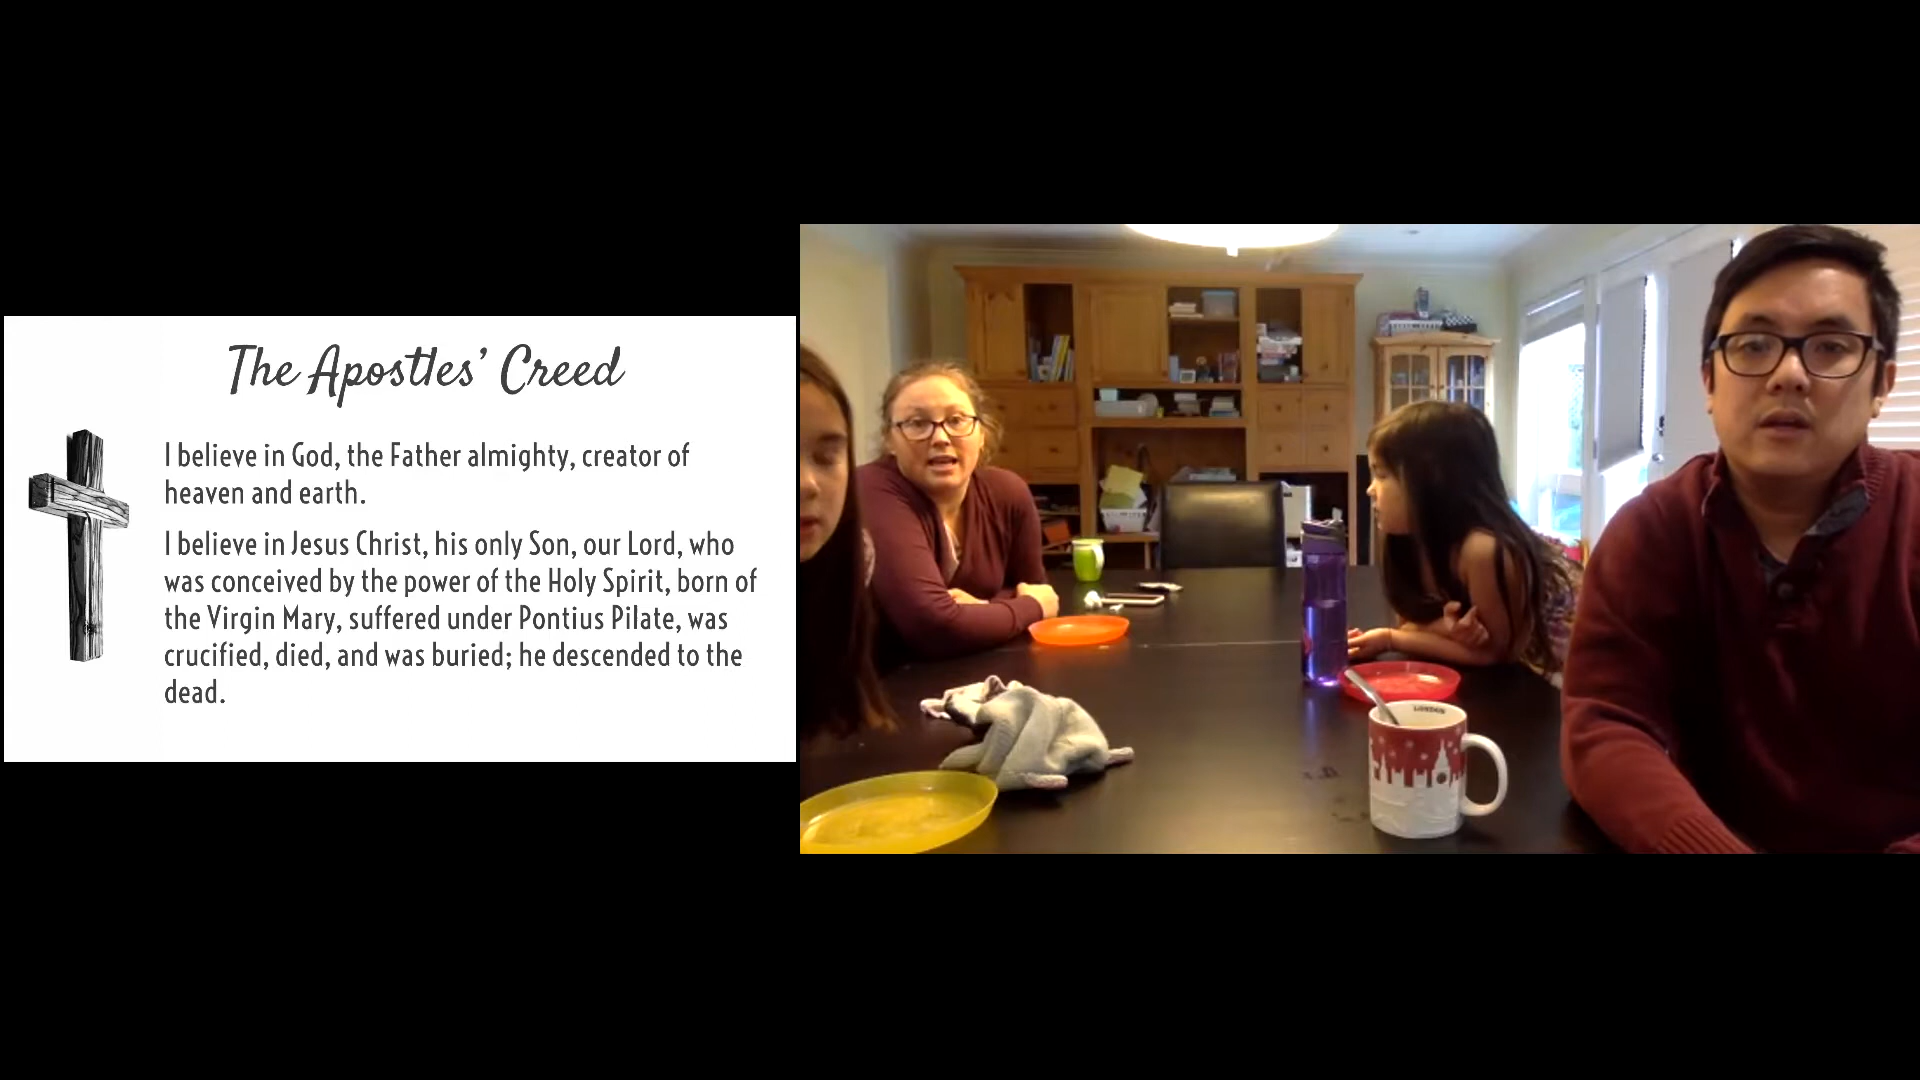 The Apostles' Creed
I believe in God, the Father almighty, creator of
heaven and earth.
I believe in Jesus Christ, his only Son, our Lord, who
was conceived by the power of the Holy Spirit, born of
the Virgin Mary, suffered under Pontius Pilate, was
crucified, died, and was buried; he descended to the
dead.
LONDON